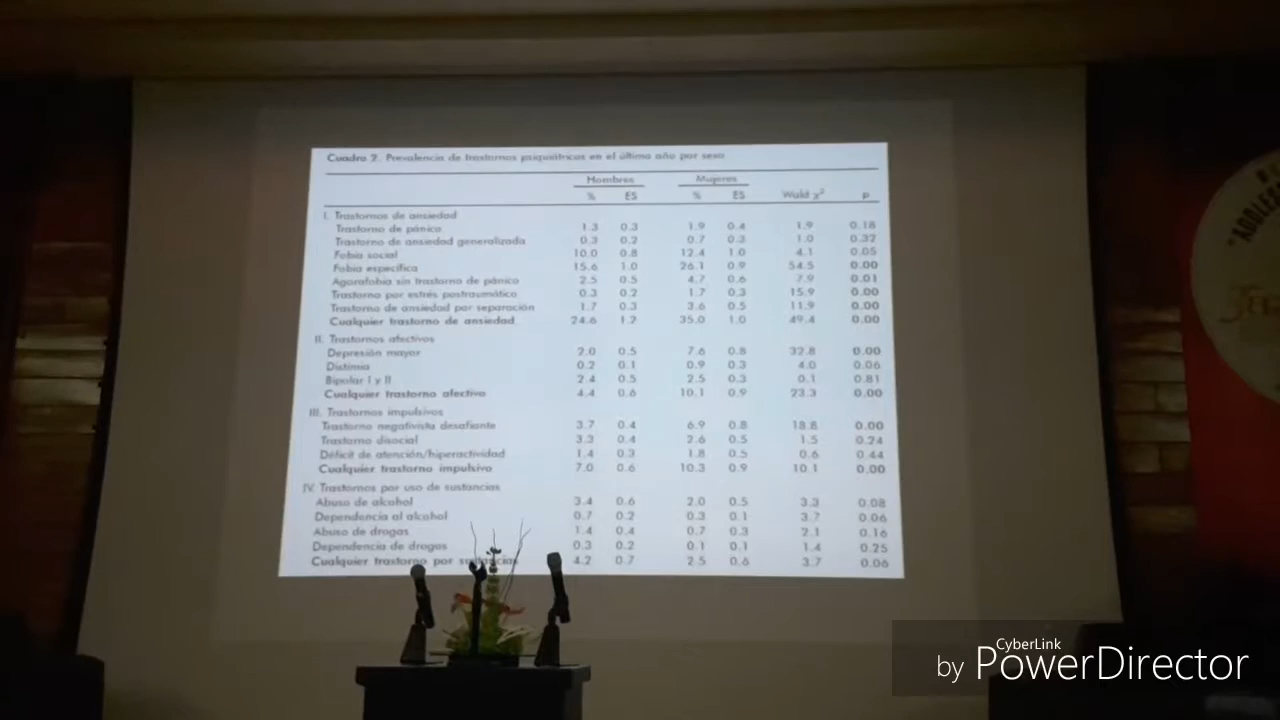 Cuadro 2. Prevalencia de trastornos psiquiátricos en el último año por sexo
Hombres Mujeres
% ES % ES Wald χ² p
I. Trastornos de ansiedad
Trastorno de pánico 1.3 0.3 1.9 0.4 1.9 0.18
Trastorno de ansiedad generalizada 0.3 0.2 0.7 0.3 1.0 0.32
Fobia social 10.0 0.8 12.4 1.0 4.1 0.05
Fobia específica 15.6 1.0 26.1 0.9 54.5 0.00
Agorafobia sin trastorno de pánico 2.5 0.5 4.7 0.6 7.9 0.01
Trastorno por estrés postraumático 0.3 0.2 1.7 0.3 15.9 0.00
Trastorno de ansiedad por separación 1.7 0.3 3.6 0.5 11.9 0.00
Cualquier trastorno de ansiedad 24.6 1.2 35.0 1.0 49.4 0.00
II. Trastornos afectivos
Depresión mayor 2.0 0.5 7.6 0.8 32.8 0.00
Distimia 0.2 0.1 0.9 0.3 4.0 0.06
Bipolar I y II 2.4 0.5 2.5 0.3 0.1 0.81
Cualquier trastorno afectivo 4.4 0.6 10.1 0.9 23.3 0.00
III. Trastornos impulsivos
Trastorno negativista desafiante 3.7 0.4 6.9 0.8 18.8 0.00
Trastorno disocial 3.3 0.4 2.6 0.5 1.5 0.24
Déficit de atención/hiperactividad 1.4 0.3 1.8 0.5 0.6 0.44
Cualquier trastorno impulsivo 7.0 0.6 10.3 0.9 10.1 0.00
IV. Trastornos por uso de sustancias
Abuso de alcohol 3.4 0.6 2.0 0.5 3.3 0.08
Dependencia al alcohol 0.7 0.2 0.3 0.1 3.7 0.06
Abuso de drogas 1.4 0.4 0.7 0.3 2.1 0.16
Dependencia de drogas 0.3 0.2 0.1 0.1 1.4 0.25
Cualquier trastorno por sustancias 4.2 0.7 2.5 0.6 3.7 0.06
CyberLink
by PowerDirector